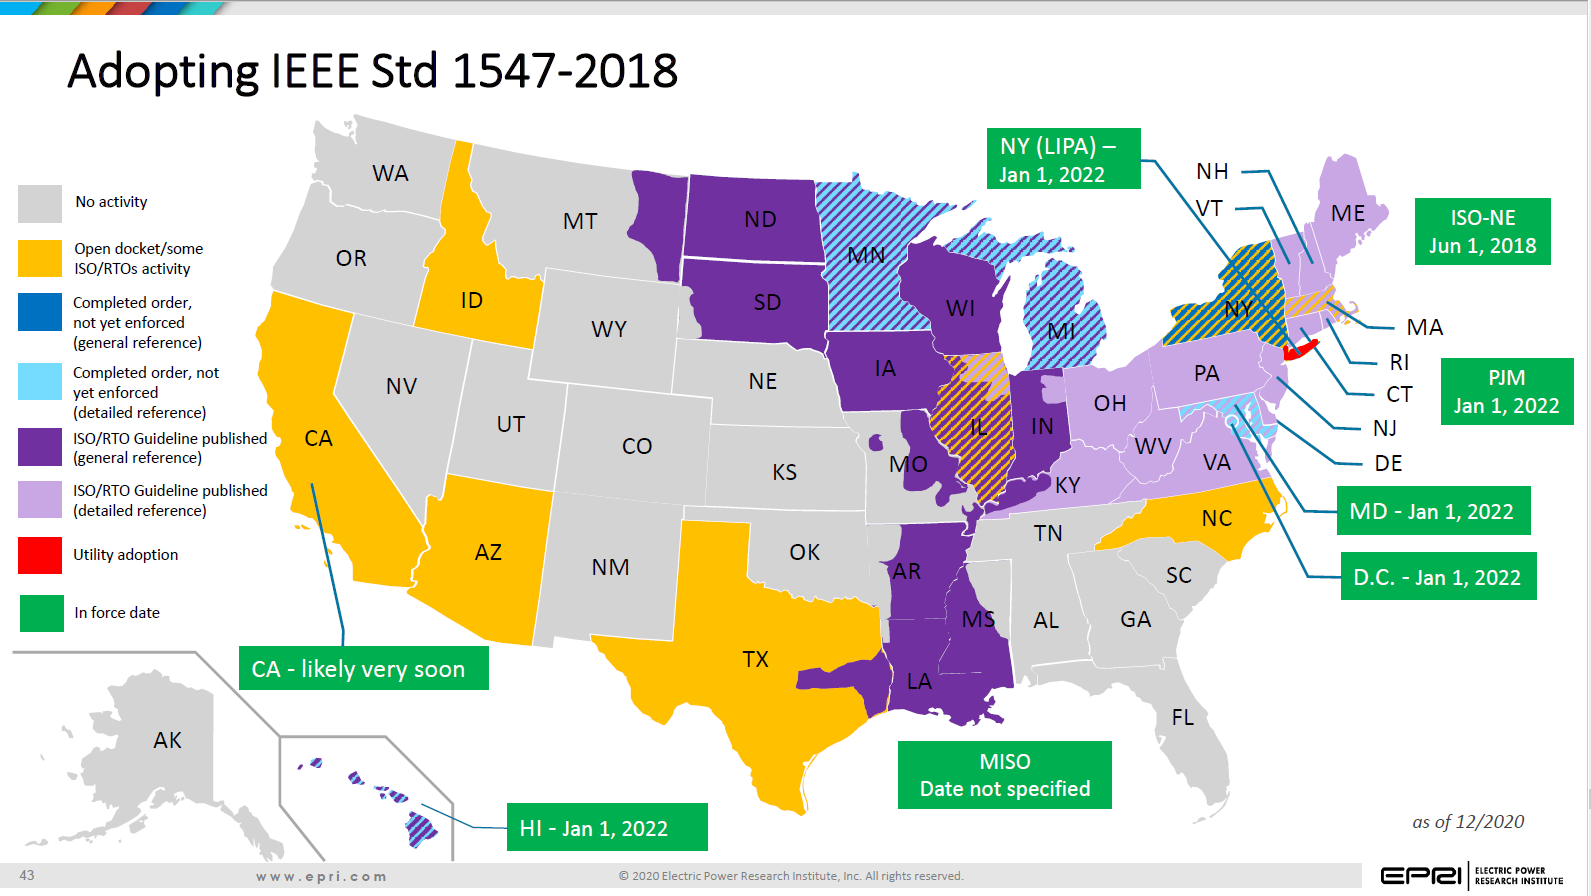 Adopting IEEE Std 1547-2018
No activity
Open docket/some
ISO/RTOs activity
Completed order,
not yet enforced
(general reference)
Completed order, not
yet enforced
(detailed reference)
ISO/RTO Guideline published
(general reference)
ISO/RTO Guideline published
(detailed reference)
Utility adoption
In force date
WA
OR
CA
NV
ID
MT
WY
UT
AZ
CO
NM
ND
SD
NE
KS
OK
TX
MN
IA
MO
AR
LA
WI
IL
MI
IN
OH
KY
TN
MS
AL
GA
FL
SC
NC
VA
WV
PA
NY
ME
NH
VT
MA
RI
CT
NJ
DE
AK
NY (LIPA) –
Jan 1, 2022
ISO-NE
Jun 1, 2018
PJM
Jan 1, 2022
MD - Jan 1, 2022
D.C. - Jan 1, 2022
CA - likely very soon
MISO
Date not specified
HI - Jan 1, 2022
as of 12/2020
43
www.epri.com
© 2020 Electric Power Research Institute, Inc. All rights reserved.
EPRI
ELECTRIC POWER
RESEARCH INSTITUTE